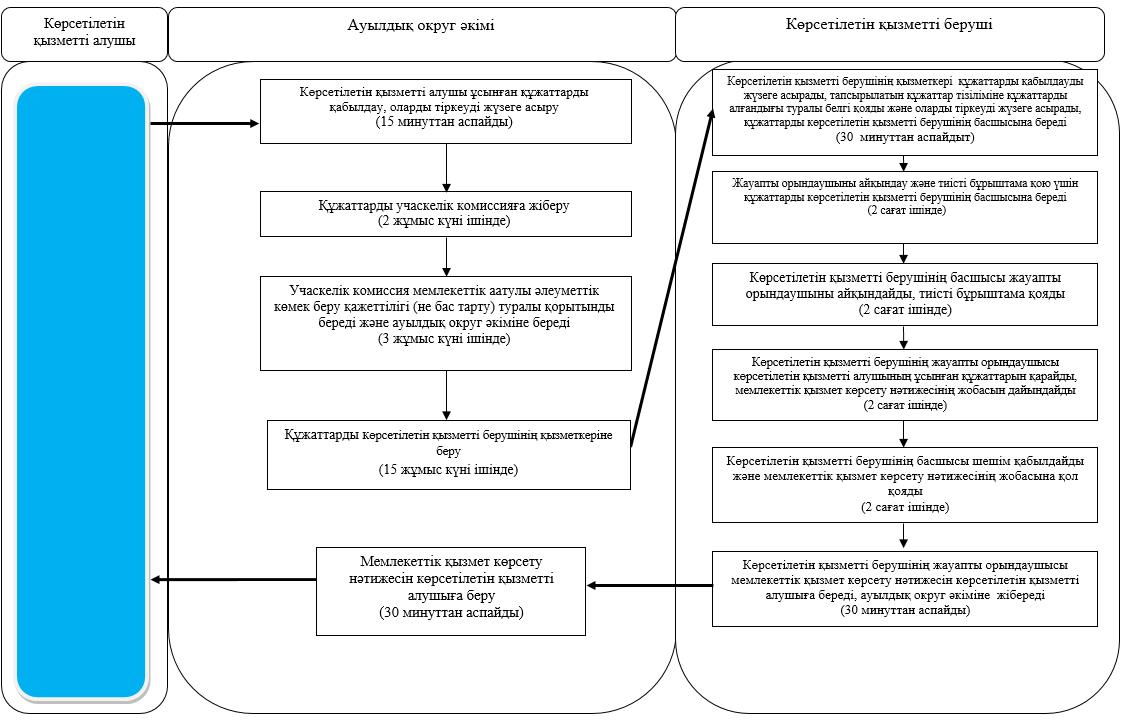 Көрсетілетін
қызметті алушы
Ауылдық округ әкімі
Көрсетілетін қызметті беруші
Көрсетілетін қызметті алушы ұсынған құжаттарды
қабылдау, оларды тіркеуді жүзеге асыру
(15 минуттан аспайды)
Құжаттарды учаскелік комиссияға жіберу
(2 жұмыс күні ішінде)
Учаскелік комиссия мемлекеттік аатулы әлеуметтік
көмек беру қажеттілігі (не бас тарту) туралы қорытынды
береді және ауылдық округ әкіміне береді
(3 жұмыс күні ішінде)
Құжаттарды көрсетілетін қызметті берушінің қызметкеріне
беру
(15 жұмыс күні ішінде)
Көрсетілетін қызметті берушінің қызметкері құжаттарды қабылдауды
жүзеге асырады, тапсырылатын құжаттар тізіліміне құжаттарды
алғандығы туралы белгі қояды және оларды тіркеуді жүзеге асырады,
құжаттарды көрсетілетін қызметті берушінің басшысына береді
(30 минуттан аспайдыт)
Жауапты орындаушыны айқындау және тиісті бұрыштама қою үшін
құжаттарды көрсетілетін қызметті берушінің басшысына береді
(2 сағат ішінде)
Көрсетілетін қызметті берушінің басшысы жауапты
орындаушыны айқындайды, тиісті бұрыштама қояды
(2 сағат ішінде)
Көрсетілетін қызметті берушінің жауапты орындаушысы
көрсетілетін қызметті алушының ұсынған құжаттарын қарайды,
мемлекеттік қызмет көрсету нәтижесінің жобасын дайындайды
(2 сағат ішінде)
Көрсетілетін қызметті берушінің басшысы шешім қабылдайды
және мемлекеттік қызмет көрсету нәтижесінің жобасына қол
қояды
(2 сағат ішінде)
Көрсетілетін қызметті берушінің жауапты орындаушысы
мемлекеттік қызмет көрсету нәтижесін көрсетілетін қызметті
алушыға береді, ауылдық округ әкіміне жібереді
(30 минуттан аспайды)
Мемлекеттік қызмет көрсету
нәтижесін көрсетілетін қызметті
алушыға беру
(30 минуттан аспайды)